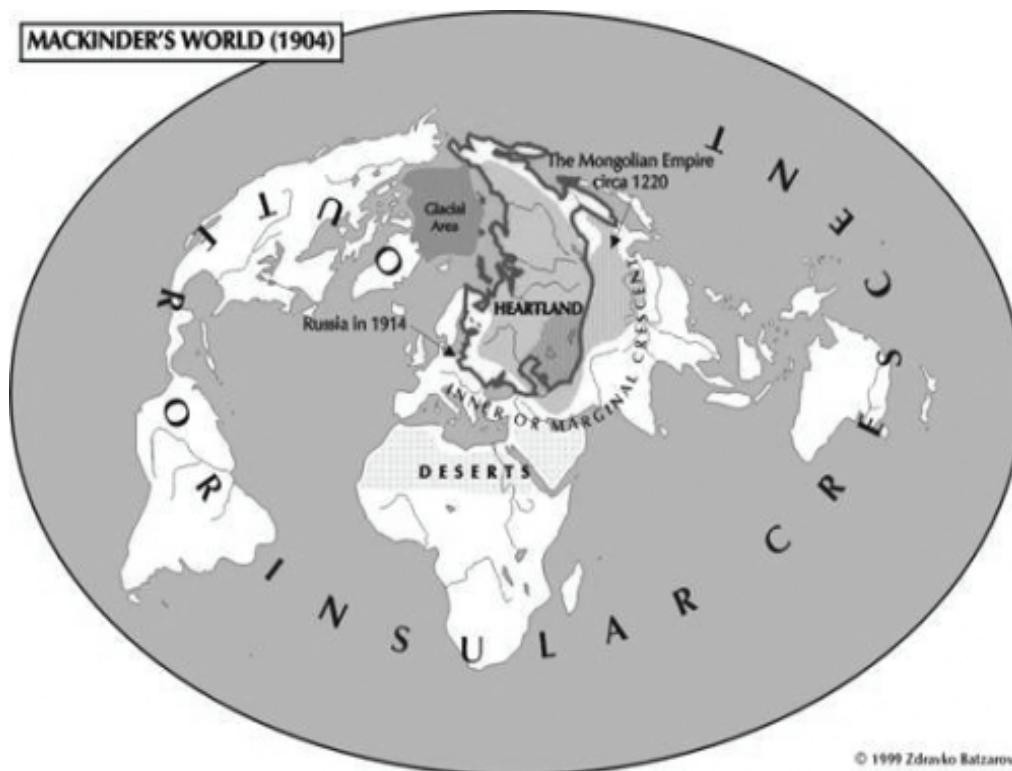 MACKINDER'S WORLD (1904)
The Mongolian Empire
circa 1220
Glacial
Area
HEARTLAND
Russia in 1914
INNER OR MARGINAL CRESCENT
DESERTS
OUTER OR INSULAR CRESCENT
© 1999 Zdravko Batzarov